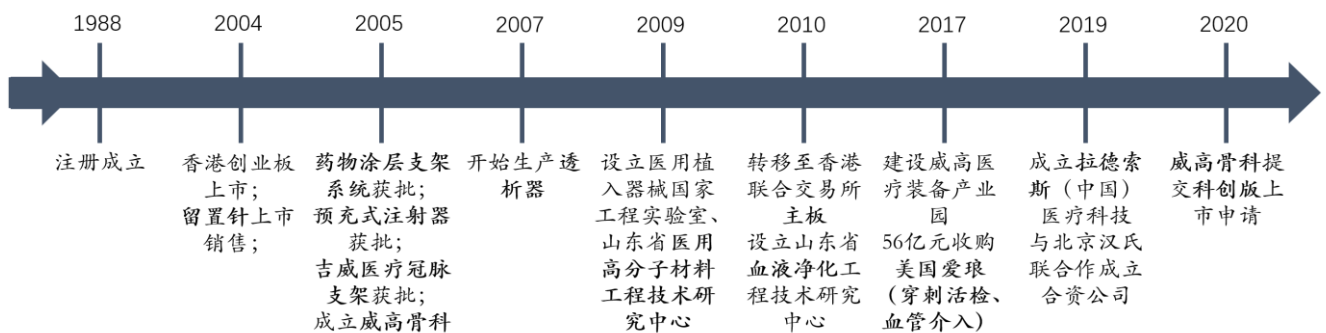 1988
2004
2005
2007
2009
2010
2017
2019
2020
注册成立
香港创业板
上市；
留置针上市
销售；
药物涂层支架
系统获批；
预充式注射器
获批；
吉威医疗冠脉
支架获批；
成立威高骨科
开始生产透
析器
设立医用植
入器械国家
工程实验室、
山东省医用
高分子材料
工程技术研
究中心
转移至香港
联合交易所
主板
设立山东省
血液净化工
程技术研究
中心
建设威高医
疗装备产业
园
56亿元收购
美国爱琅
（穿刺活检、
血管介入）
成立拉德索
斯（中国）
医疗科技
与北京汉氏
联合作成立
合资公司
威高骨科提
交科创版上
市申请